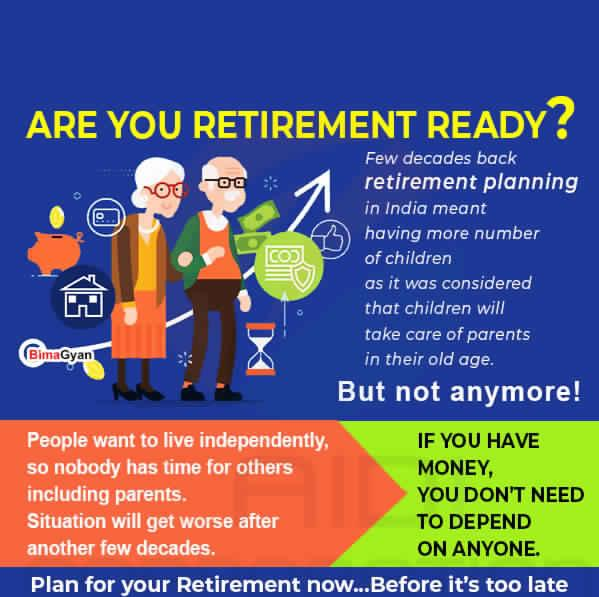 ARE YOU RETIREMENT READY?
Few decades back
retirement planning
in India meant
having more number
of children
as it was considered
that children will
take care of parents
in their old age.
But not anymore!
BimaGyan
People want to live independently,
so nobody has time for others
including parents.
Situation will get worse after
another few decades.
IF YOU HAVE
MONEY,
YOU DON'T NEED
TO DEPEND
ON ANYONE.
Plan for your Retirement now...Before it's too late